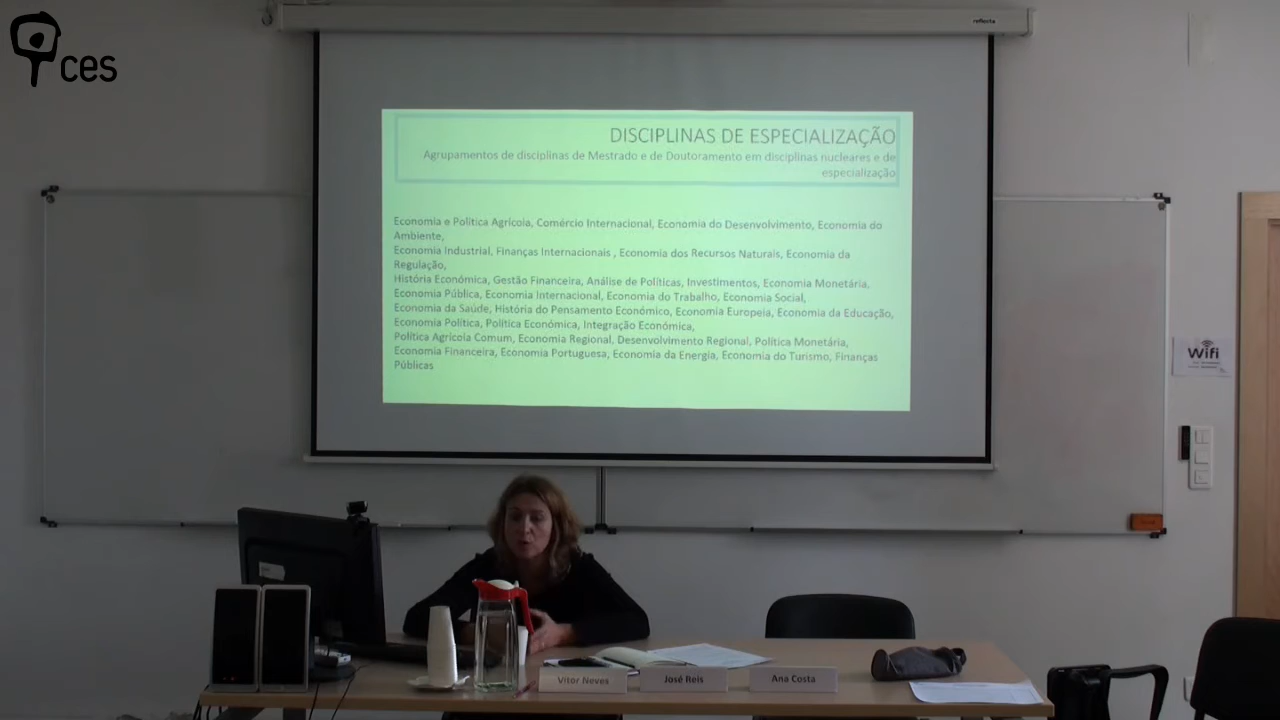 ces
reflecta
DISCIPLINAS DE ESPECIALIZAÇÃO
Agrupamentos de disciplinas de Mestrado e de Doutoramento em disciplinas nucleares e de
especialização
Economia e Política Agrícola, Comércio Internacional, Economia do Desenvolvimento, Economia do
Ambiente,
Economia Industrial, Finanças Internacionais , Economia dos Recursos Naturais, Economia da
Regulação,
História Económica, Gestão Financeira, Análise de Políticas, Investimentos, Economia Monetária,
Economia Pública, Economia Internacional, Economia do Trabalho, Economia Social,
Economia da Saúde, História do Pensamento Económico, Economia Europeia, Economia da Educação,
Economia Política, Política Económica, Integração Económica,
Política Agrícola Comum, Economia Regional, Desenvolvimento Regional, Política Monetária,
Economia Financeira, Economia Portuguesa, Economia da Energia, Economia do Turismo, Finanças
Públicas
Wifi
Vítor Neves
José Reis
Ana Costa